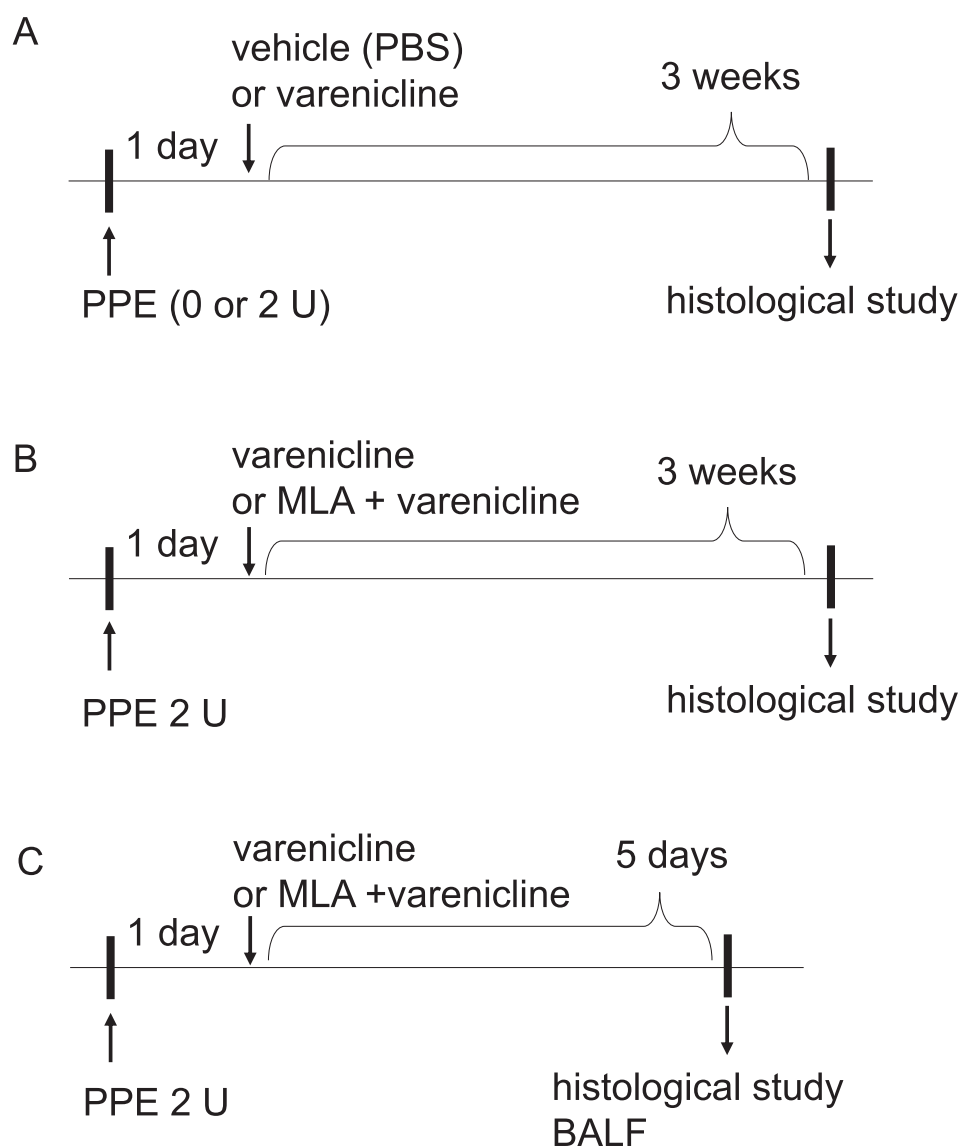 A
vehicle (PBS)
or varenicline
3 weeks
1 day
PPE (0 or 2 U)
histological study
B
varenicline
or MLA + varenicline
3 weeks
1 day
PPE 2 U
histological study
C
varenicline
or MLA +varenicline
5 days
1 day
PPE 2 U
histological study
BALF